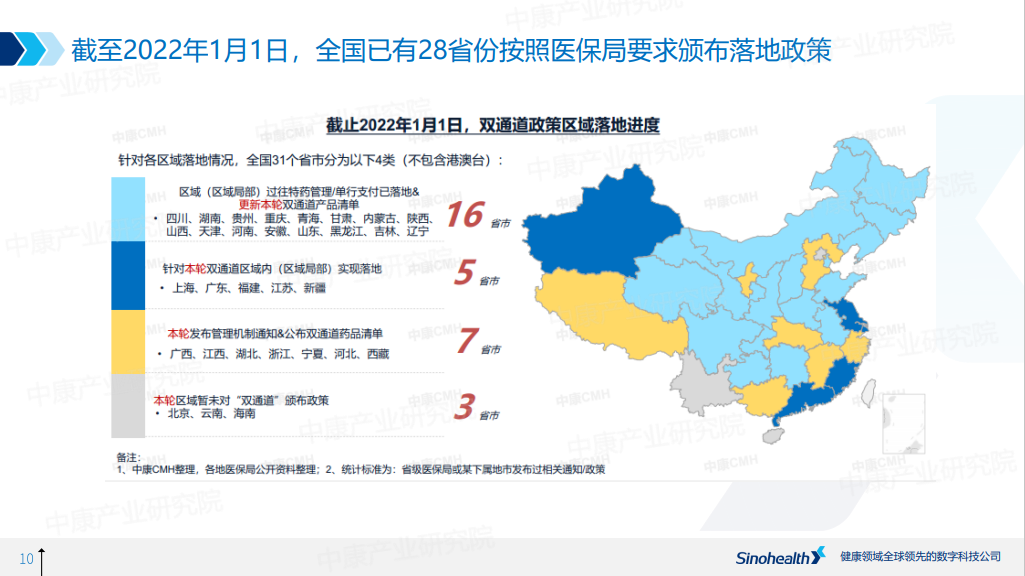 截至2022年1月1日，全国已有28省份按照医保局要求颁布落地政策
截止2022年1月1日，双通道政策区域落地进度
针对各区域落地情况，全国31个省市分为以下4类（不包含港澳台）：
区域（区域局部）过往特药管理/单行支付已落地&
更新本轮双通道产品清单
• 四川、湖南、贵州、重庆、青海、甘肃、内蒙古、陕西、
山西、天津、河南、安徽、山东、黑龙江、吉林、辽宁
16 省市
针对本轮双通道区域内（区域局部）实现落地
• 上海、广东、福建、江苏、新疆
5 省市
本轮发布管理机制通知&公布双通道药品清单
• 广西、江西、湖北、浙江、宁夏、河北、西藏
7 省市
本轮区域暂未对“双通道”颁布政策
• 北京、云南、海南
3 省市
备注：
1、中康CMH整理，各地医保局公开资料整理；2、统计标准为：省级医保局或某下属地市发布过相关通知/政策
中康产业研究院
中康CMH
10
Sinohealth
健康领域全球领先的数字科技公司